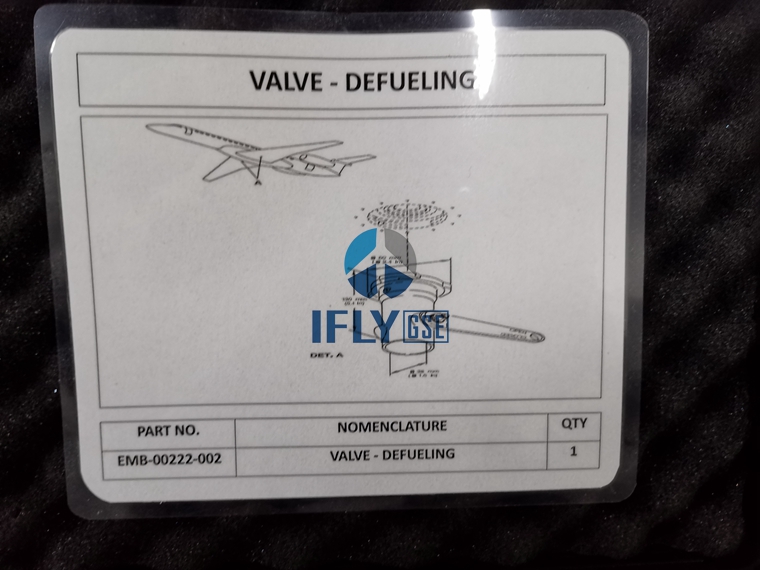 VALVE - DEFUELING
A
IFLY GSE
DET. A
PART NO. NOMENCLATURE QTY
EMB-00222-002 VALVE - DEFUELING 1